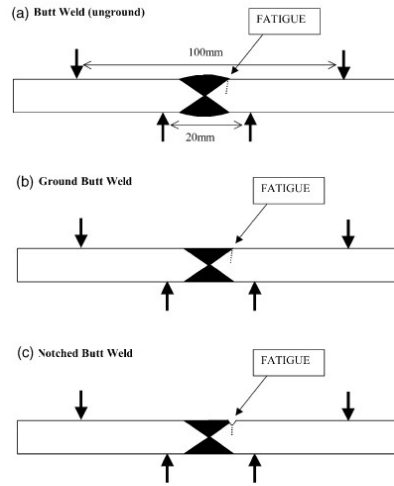 (a) Butt Weld (unground)
FATIGUE
100mm
20mm
(b) Ground Butt Weld
FATIGUE
(c) Notched Butt Weld
FATIGUE